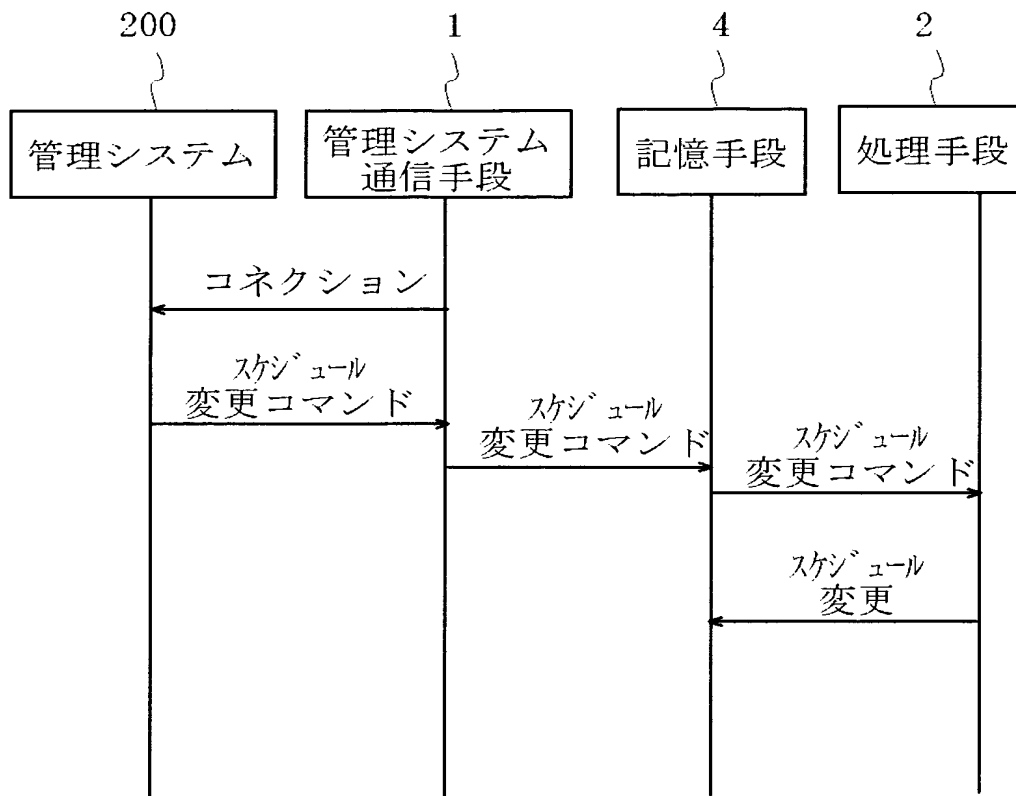 200
1
4
2
管理システム
管理システム
通信手段
記憶手段
処理手段
コネクション
スケジュール
変更コマンド
スケジュール
変更コマンド
スケジュール
変更コマンド
スケジュール
変更